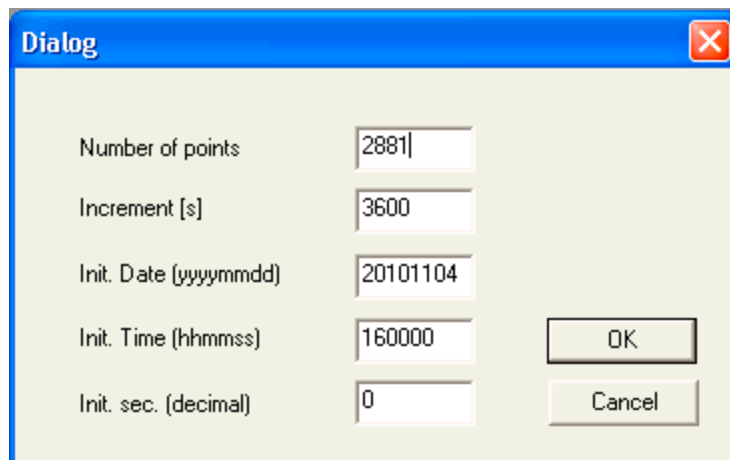 Dialog
Number of points 2881
Increment [s] 3600
Init. Date (yyyymmdd) 20101104
Init. Time (hhmmss) 160000 OK
Init. sec. (decimal) 0 Cancel